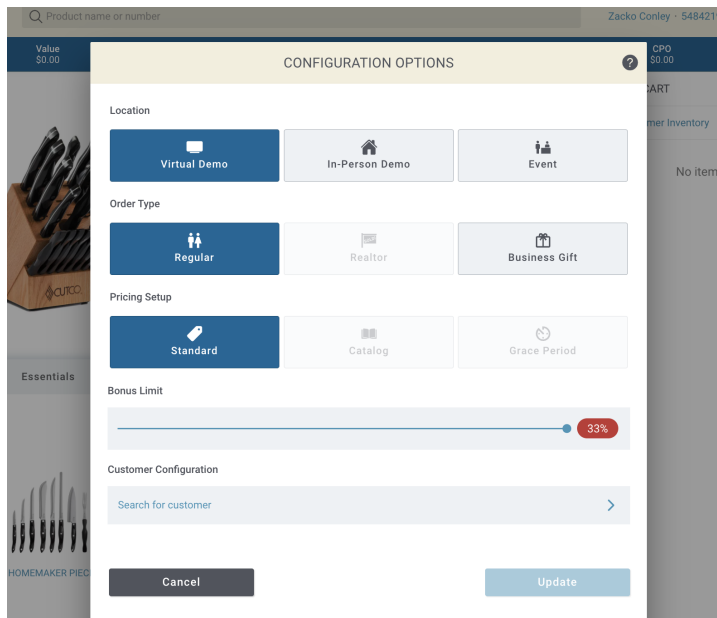 Product name or number
Zacko Conley · 548421
Value
$0.00
CPO
$0.00
CONFIGURATION OPTIONS
?
CART
Location
mer Inventory
Virtual Demo
In-Person Demo
Event
No item
Order Type
Regular
Realtor
Business Gift
CUTCO
Pricing Setup
Standard
Catalog
Grace Period
Essentials
Bonus Limit
33%
Customer Configuration
Search for customer
HOMEMAKER PIEC
Cancel
Update